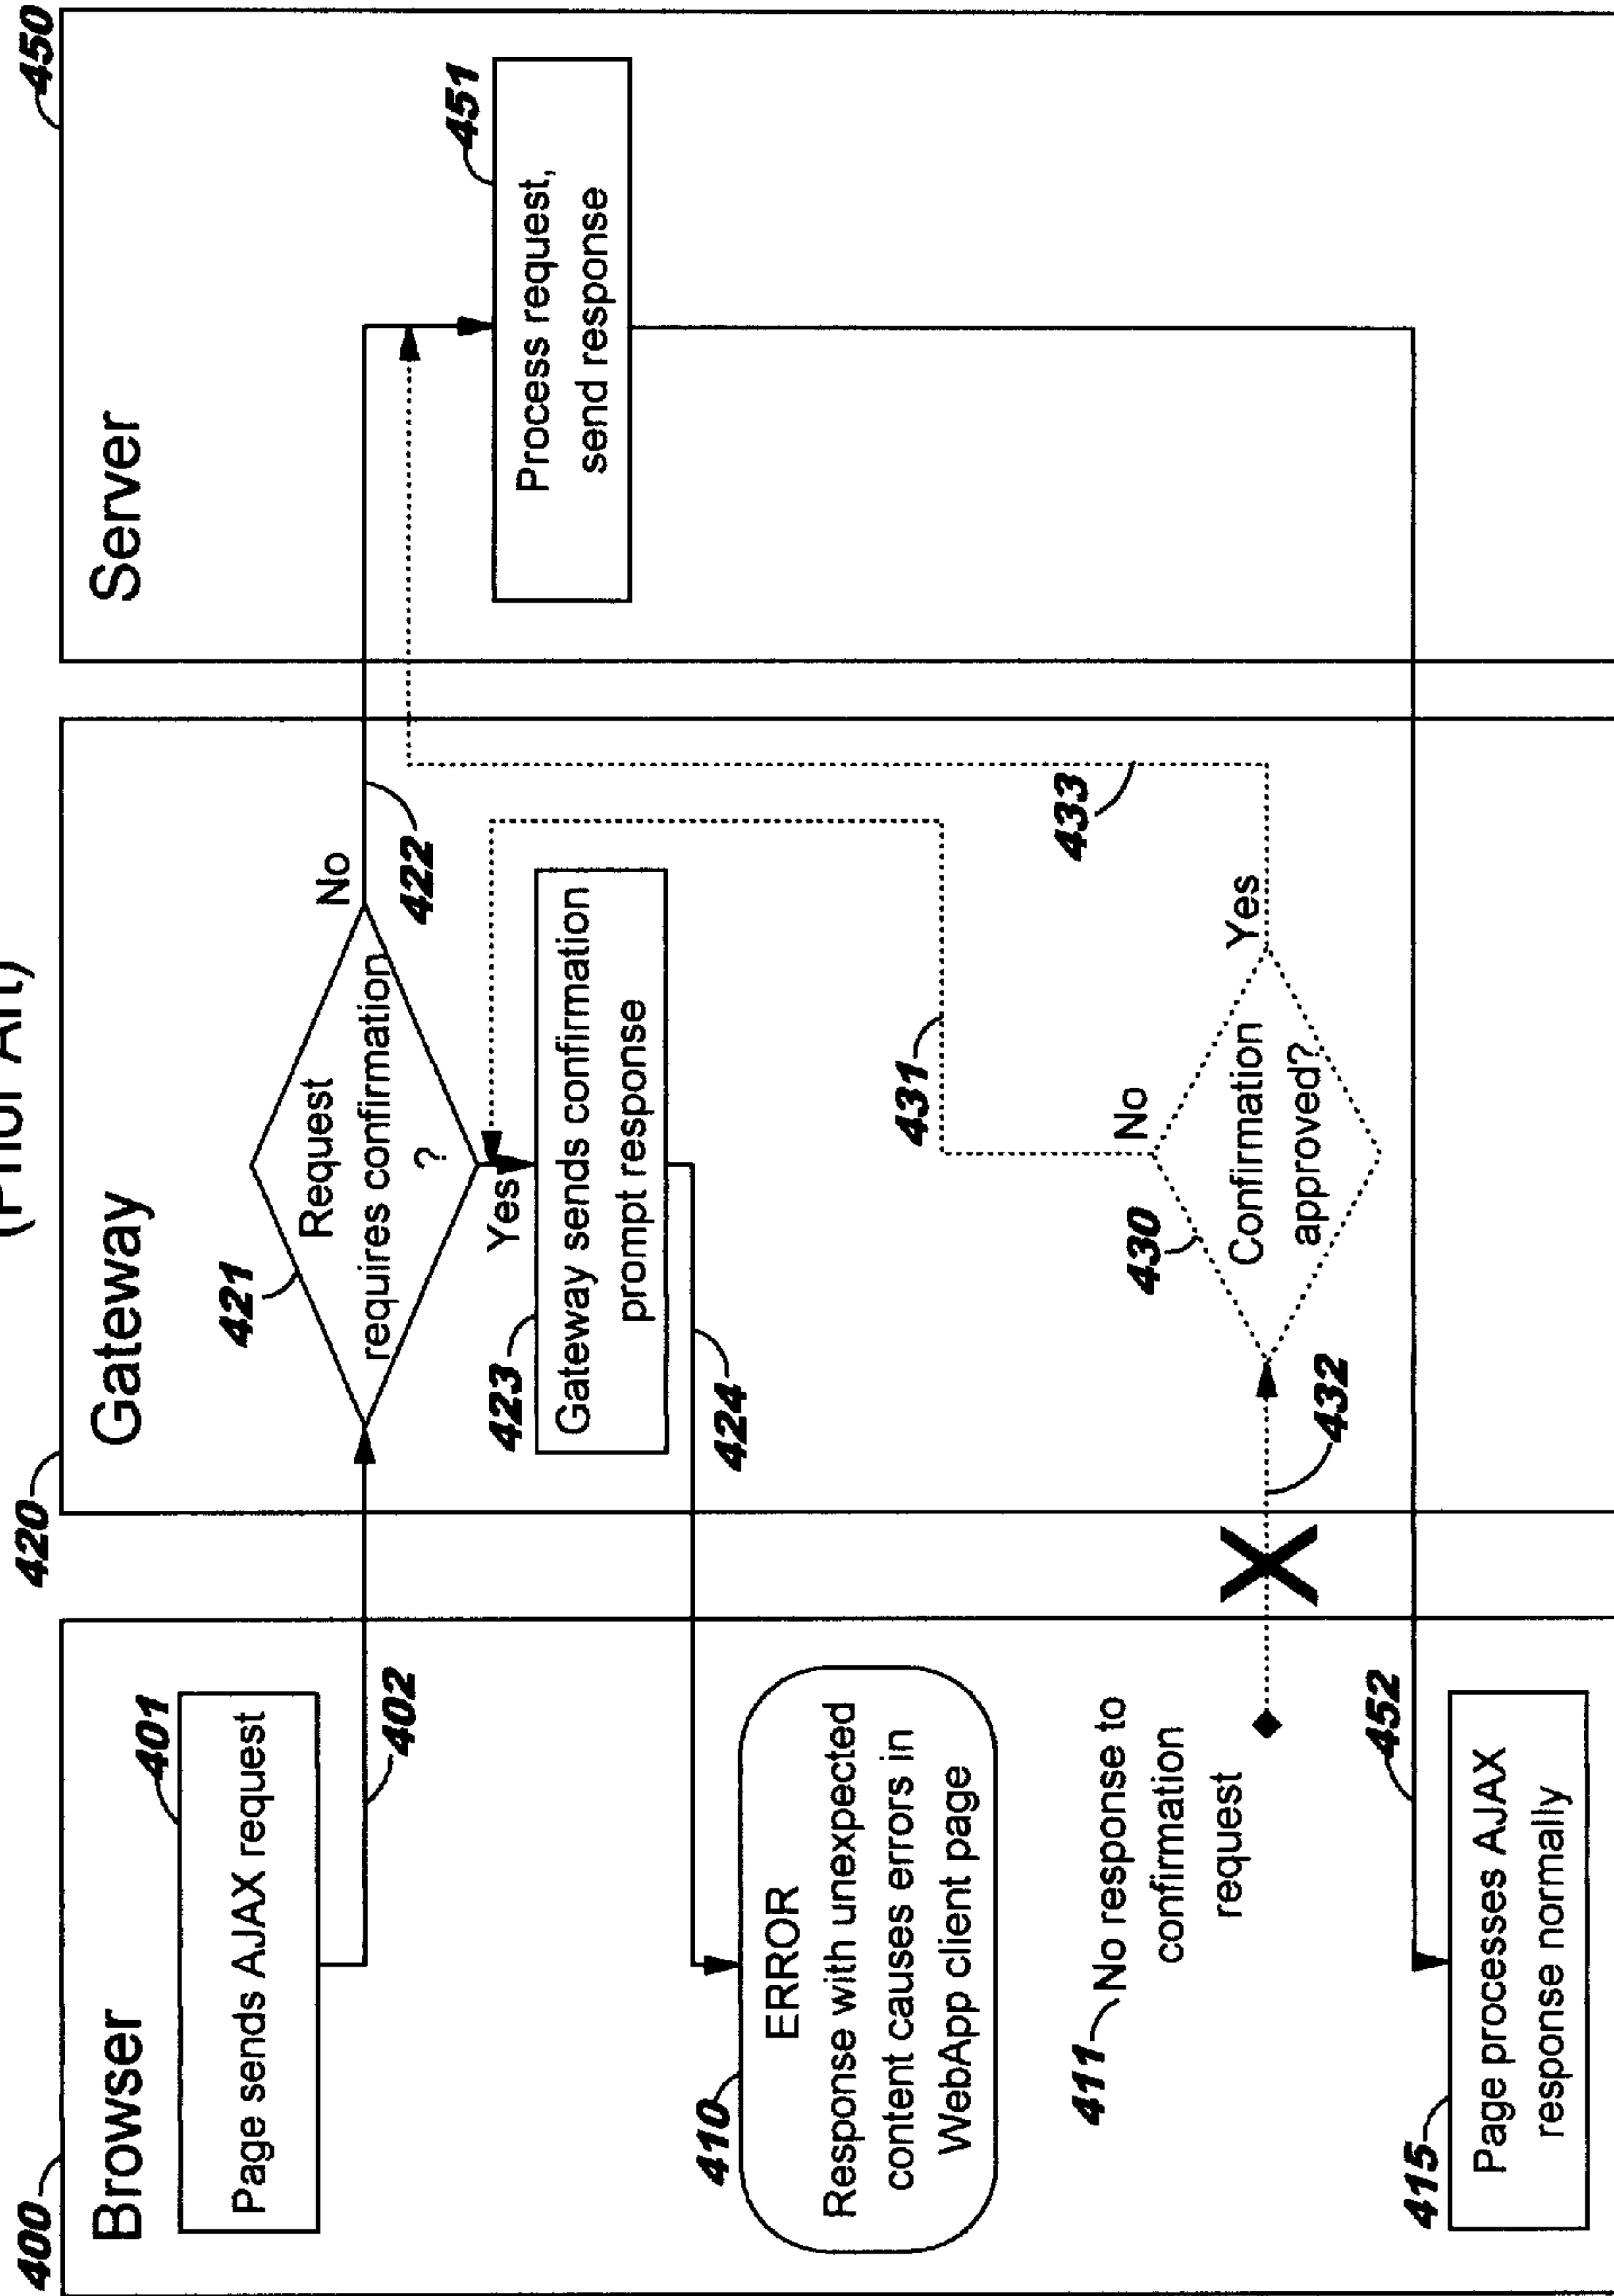 (Prior Art)
400
Browser
401
Page sends AJAX request
402
410
ERROR
Response with unexpected
content causes errors in
WebApp client page
411
No response to
confirmation
request
415
Page processes AJAX
response normally
452
420
Gateway
421
Request
requires confirmation
?
No
422
Yes
423
Gateway sends confirmation
prompt response
424
431
No
430
Confirmation
approved?
Yes
432
433
450
Server
451
Process request,
send response